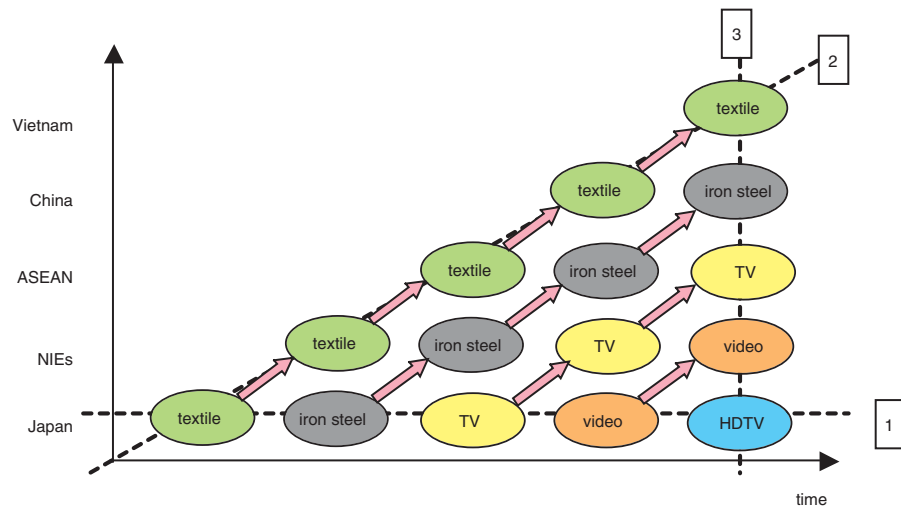 3
2
textile
Vietnam
China
textile
iron steel
ASEAN
textile
iron steel
TV
NIEs
textile
iron steel
TV
video
Japan
textile
iron steel
TV
video
HDTV
1
time